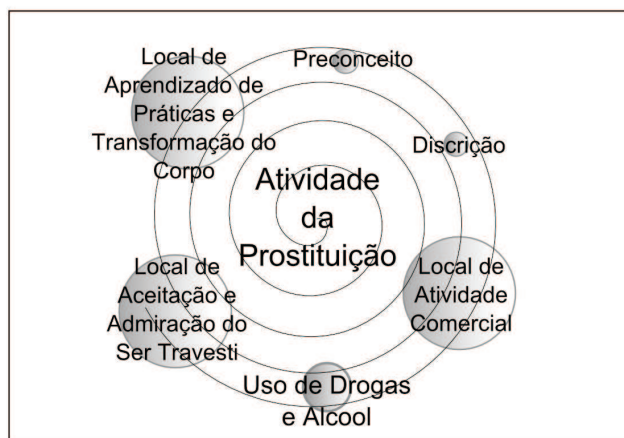 Local de
Aprendizado de
Práticas e
Transformação do
Corpo
Preconceito
Discrição
Atividade
da
Prostituição
Local de
Aceitação e
Admiração do
Ser Travesti
Local de
Atividade
Comercial
Uso de Drogas
e Alcool